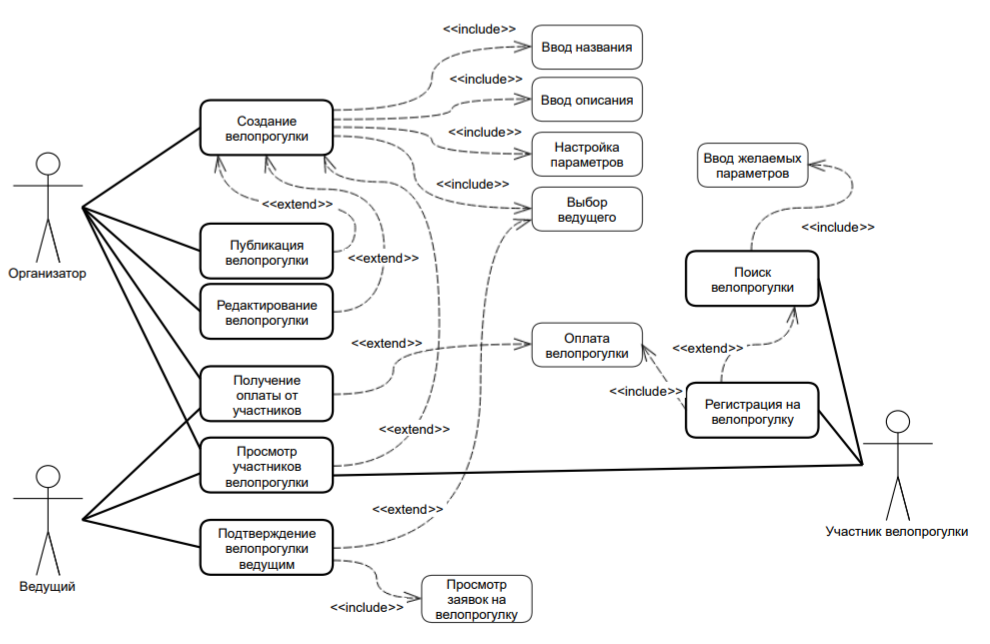 <<include>>
Ввод названия
<<include>>
Ввод описания
Создание
велопрогулки
<<include>>
Настройка
параметров
Ввод желаемых
параметров
<<include>>
Выбор
ведущего
<<extend>>
<<include>>
Организатор
Публикация
велопрогулки
<<extend>>
Поиск
велопрогулки
Редактирование
велопрогулки
<<extend>>
Оплата
велопрогулки
<<extend>>
Получение
оплаты от
участников
<<include>>
Регистрация на
велопрогулку
<<extend>>
Просмотр
участников
велопрогулки
<<extend>>
Участник велопрогулки
Подтверждение
велопрогулки
ведущим
Ведущий
<<include>>
Просмотр
заявок на
велопрогулку